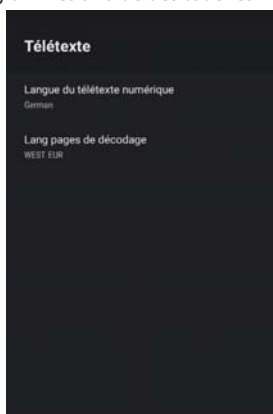 Télétexte
Langue du télétexte numérique
German
Lang pages de décodage
WEST EUR